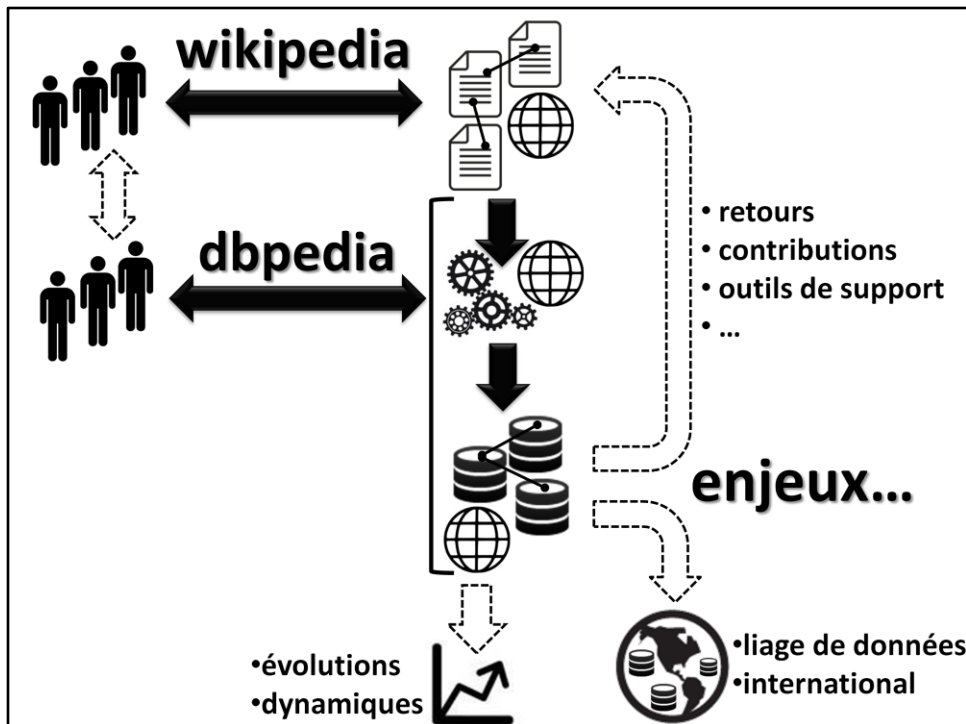 wikipedia
dbpedia
• retours
• contributions
• outils de support
• ...
enjeux...
•évolutions
•dynamiques
•liage de données
•international